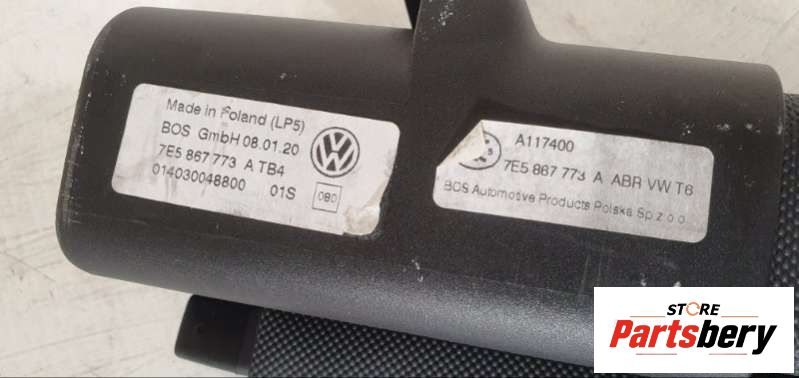 Made in Poland (LP5)
BOS GmbH 08.01.20
7E5 867 773 A TB4
014030048800 01S
080
A117400
7E5 867 773 A ABR VW T6
BOS Automotive Products Polska Sp.z o.o.
STORE
Partsbery